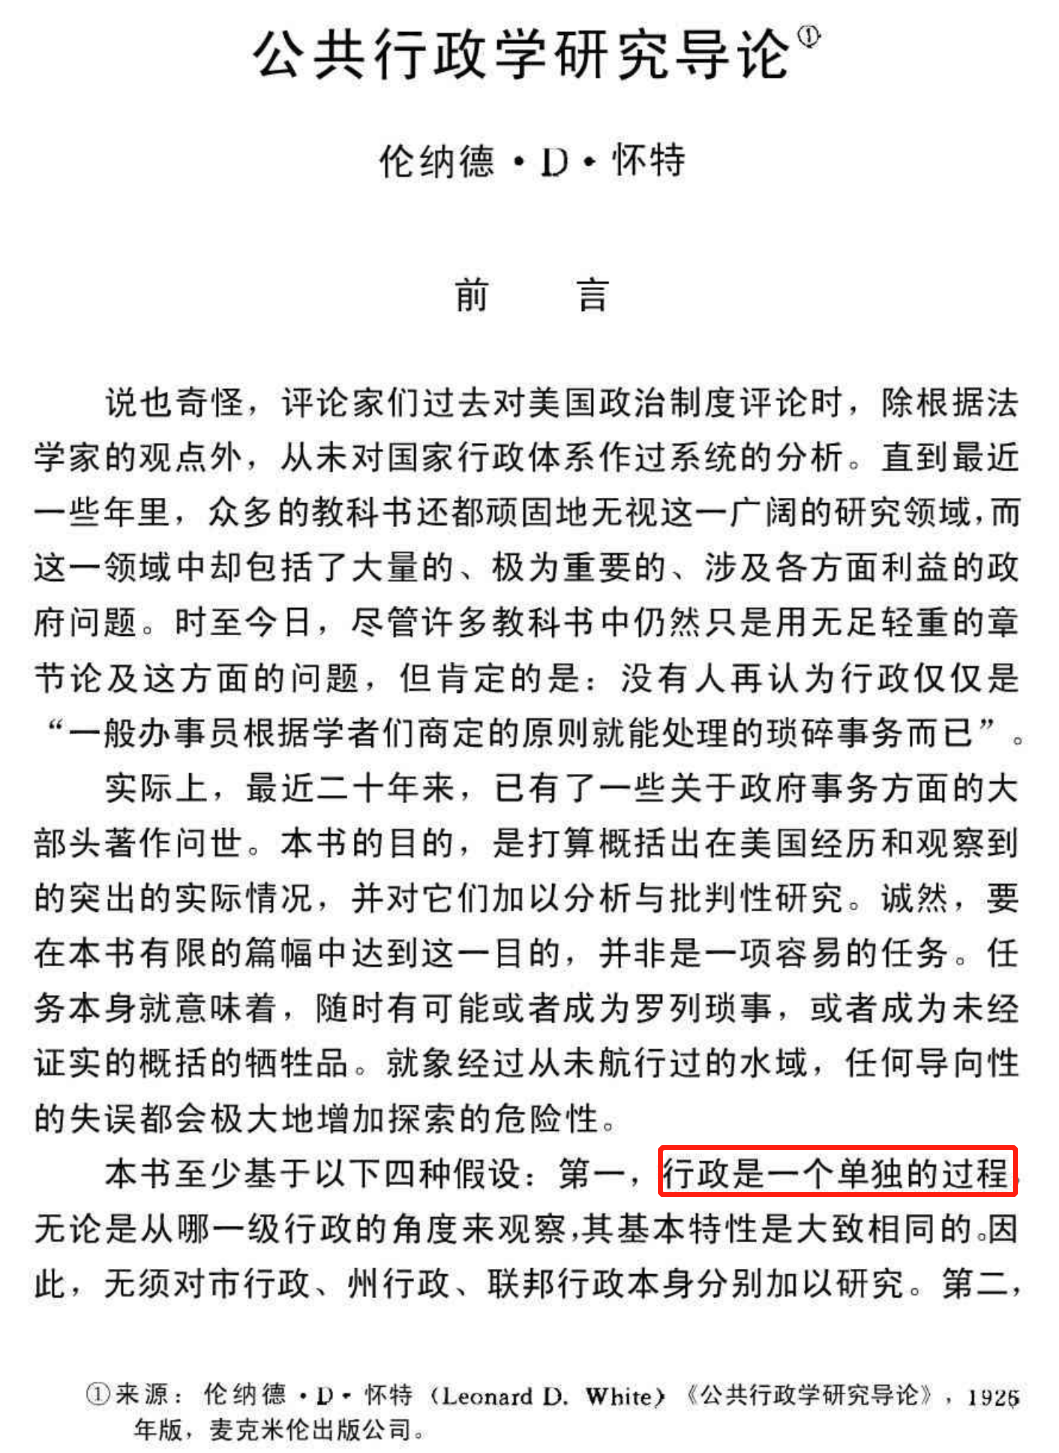 公共行政学研究导论①
伦纳德·D·怀特
前 言
说也奇怪，评论家们过去对美国政治制度评论时，除根据法
学家的观点外，从未对国家行政体系作过系统的分析。直到最近
一些年里，众多的教科书还都顽固地无视这一广阔的研究领域，而
这一领域中却包括了大量的、极为重要的、涉及各方面利益的政
府问题。时至今日，尽管许多教科书中仍然只是用无足轻重的章
节论及这方面的问题，但肯定的是：没有人再认为行政仅仅是
“一般办事员根据学者们商定的原则就能处理的琐碎事务而已”。
实际上，最近二十年来，已有了一些关于政府事务方面的大
部头著作问世。本书的目的，是打算概括出在美国经历和观察到
的突出的实际情况，并对它们加以分析与批判性研究。诚然，要
在本书有限的篇幅中达到这一目的，并非是一项容易的任务。任
务本身就意味着，随时有可能或者成为罗列琐事，或者成为未经
证实的概括的牺牲品。就象经过从未航行过的水域，任何导向性
的失误都会极大地增加探索的危险性。
本书至少基于以下四种假设：第一，行政是一个单独的过程，
无论是从哪一级行政的角度来观察，其基本特性是大致相同的。因
此，无须对市行政、州行政、联邦行政本身分别加以研究。第二，
①来源：伦纳德·D·怀特（Leonard D. White）《公共行政学研究导论》，1926
年版，麦克米伦出版公司。